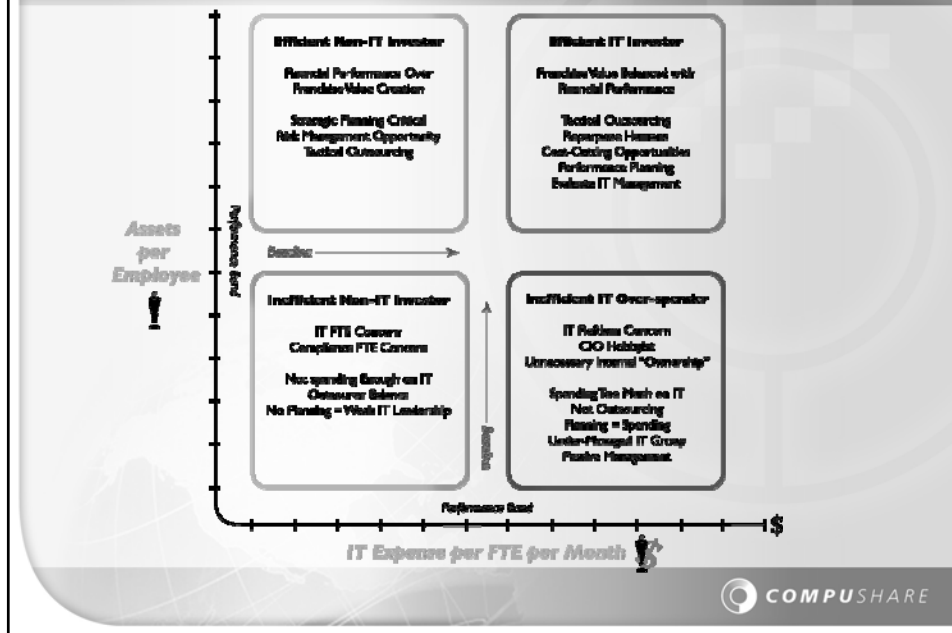 Efficient Non-IT Investor
Financial Performance Over
Franchise Value Creation
Strategic Planning Critical
Risk Management Opportunity
Tactical Outsourcing
Efficient IT Investor
Franchise Value Balanced with
Financial Performance
Tactical Outsourcing
Repurpose Humans
Cost-Cutting Opportunities
Performance Planning
Evaluate IT Management
Assets
per
Employee
Performance Band
Baseline
Inefficient Non-IT Investor
IT FTE Concern
Compliance FTE Concern
Not spending Enough on IT
Outsourcer Balance
No Planning = Weak IT Leadership
Inefficient IT Over-spender
IT Concern
CIO Hobbyist
Unnecessary Internal "Ownership"
Spending Too Much on IT
Not Outsourcing
Planning = Spending
Under-Managed IT Group
Passive Management
Baseline
Performance Band
$
IT Expense per FTE per Month $
COMPUSHARE